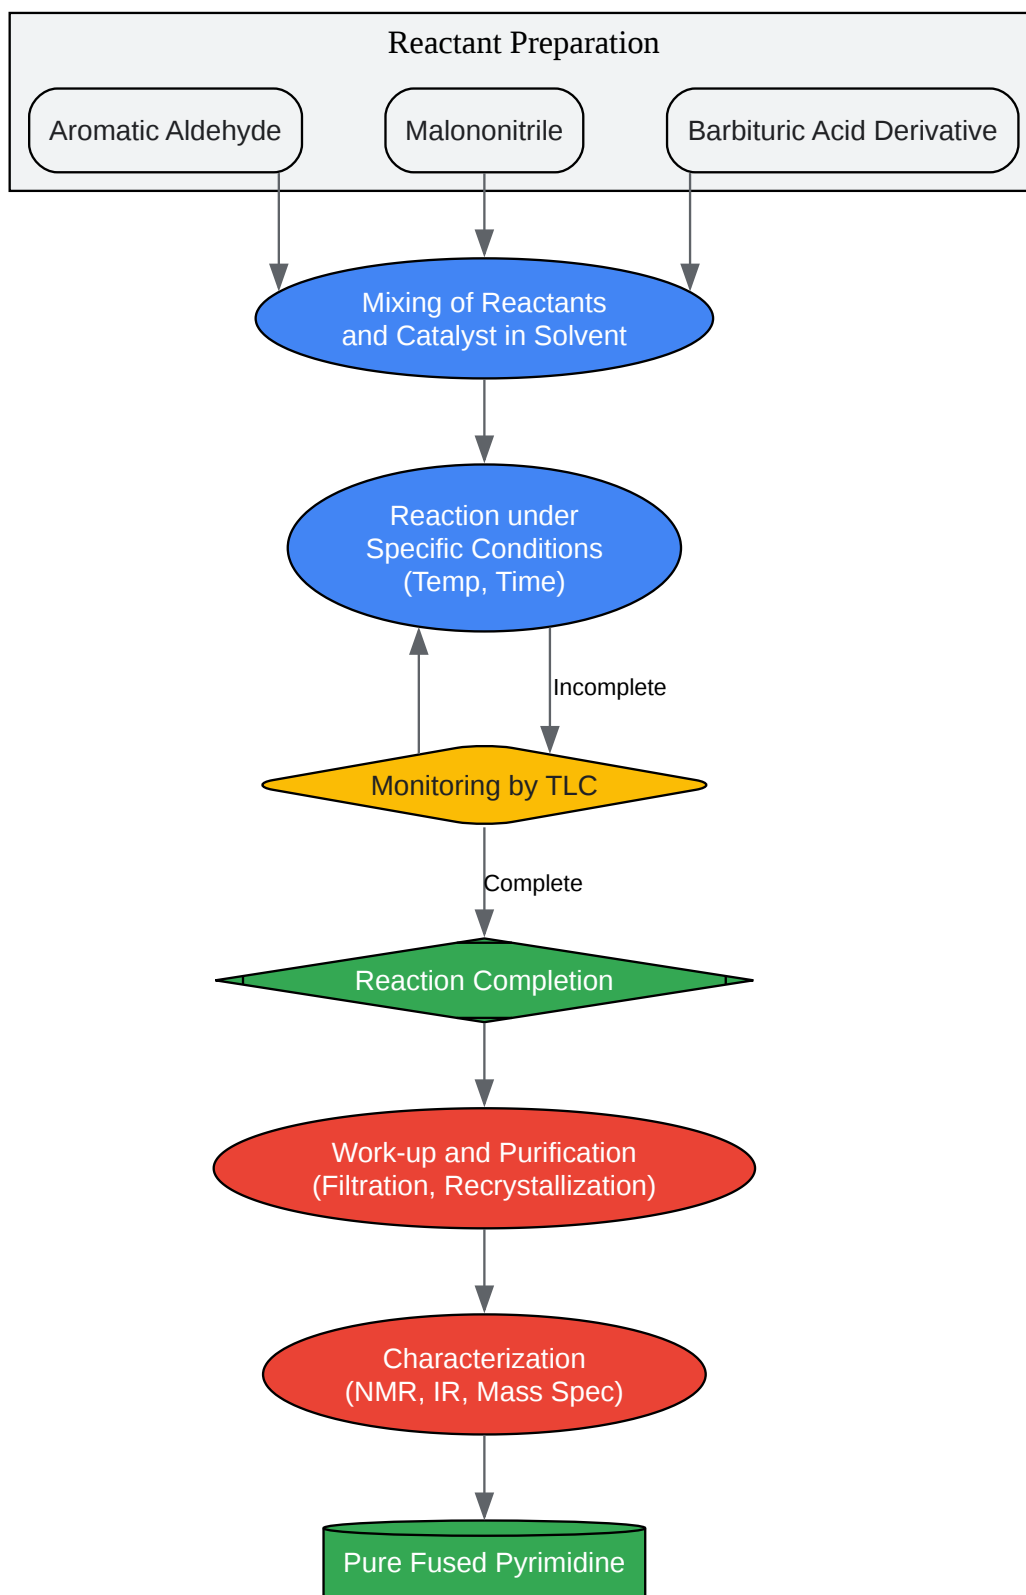 Reactant Preparation
Aromatic Aldehyde
Malononitrile
Barbituric Acid Derivative
Mixing of Reactants
and Catalyst in Solvent
Reaction under
Specific Conditions
(Temp, Time)
Incomplete
Monitoring by TLC
Complete
Reaction Completion
Work-up and Purification
(Filtration, Recrystallization)
Characterization
(NMR, IR, Mass Spec)
Pure Fused Pyrimidine